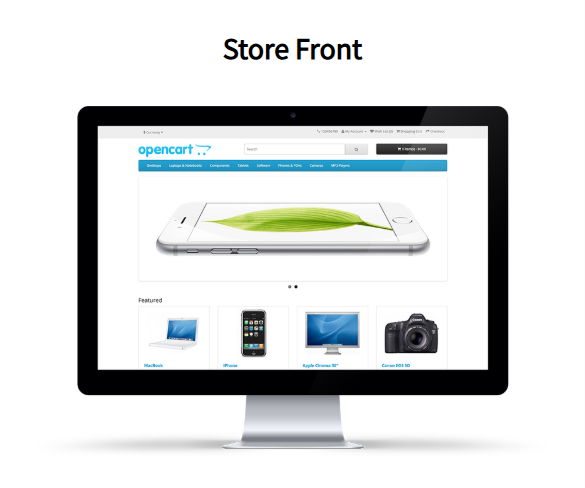 Store Front
$ Currency 123456789 My Account Wish List (0) Shopping Cart Checkout
opencart Search 0 item(s) - $0.00
Desktops Laptops & Notebooks Components Tablets Software Phones & PDAs Cameras MP3 Players
Featured
MacBook iPhone Apple Cinema 30" Canon EOS 5D